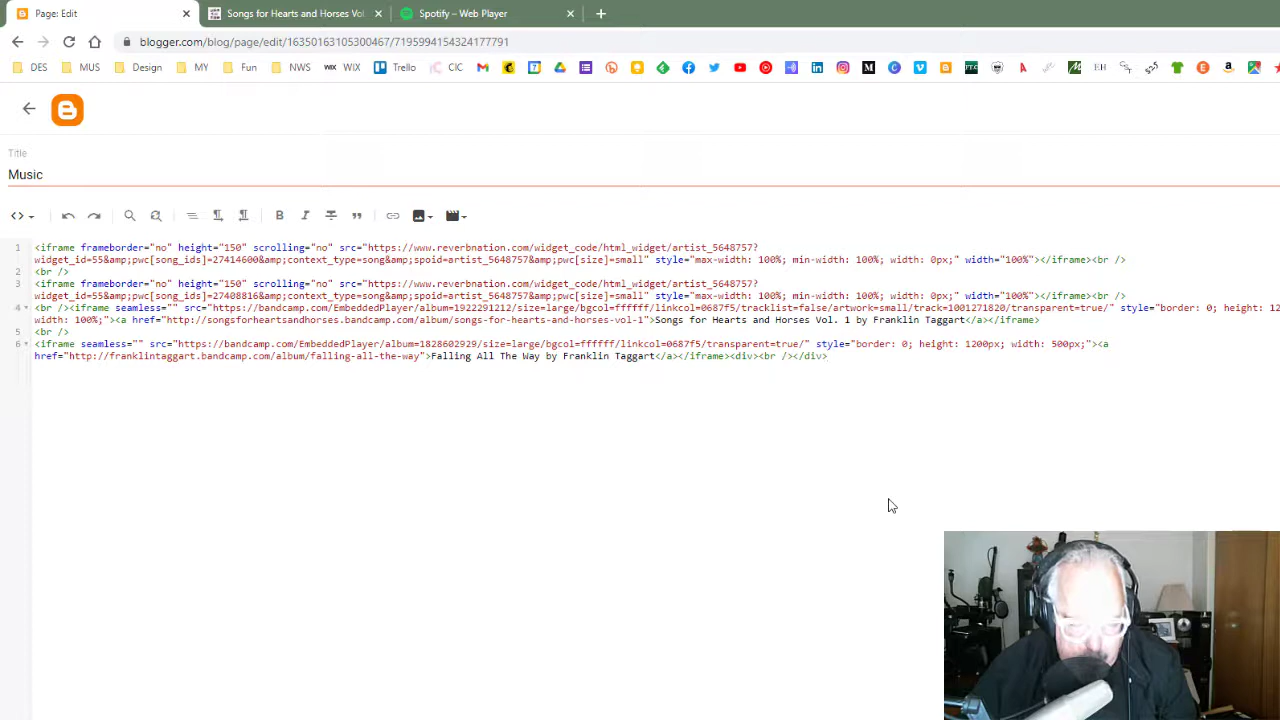 Page: Edit
Songs for Hearts and Horses Vol
Spotify – Web Player
blogger.com/blog/page/edit/16350163105300467/7195994154324177791
DES MUS Design MY Fun NWS WIX WIX Trello CIC
Title
Music
1 <iframe frameborder="no" height="150" scrolling="no" src="https://www.reverbnation.com/widget_code/html_widget/artist_5648757?
widget_id=55&amp;pwc[song_ids]=27414600&amp;context_type=song&amp;spoid=artist_5648757&amp;pwc[size]=small" style="max-width: 100%; min-width: 100%; width: 0px;" width="100%"></iframe><br />
2 <br />
3 <iframe frameborder="no" height="150" scrolling="no" src="https://www.reverbnation.com/widget_code/html_widget/artist_5648757?
widget_id=55&amp;pwc[song_ids]=27408816&amp;context_type=song&amp;spoid=artist_5648757&amp;pwc[size]=small" style="max-width: 100%; min-width: 100%; width: 0px;" width="100%"></iframe><br />
4 <br /><iframe seamless="" src="https://bandcamp.com/EmbeddedPlayer/album=1922291212/size=large/bgcol=ffffff/linkcol=0687f5/tracklist=false/artwork=small/track=1001271820/transparent=true/" style="border: 0; height: 12
width: 100%;"><a href="http://songsforheartsandhorses.bandcamp.com/album/songs-for-hearts-and-horses-vol-1">Songs for Hearts and Horses Vol. 1 by Franklin Taggart</a></iframe>
5 <br />
6 <iframe seamless="" src="https://bandcamp.com/EmbeddedPlayer/album=1828602929/size=large/bgcol=ffffff/linkcol=0687f5/transparent=true/" style="border: 0; height: 1200px; width: 500px;"><a
href="http://franklintaggart.bandcamp.com/album/falling-all-the-way">Falling All The Way by Franklin Taggart</a></iframe><div><br /></div>